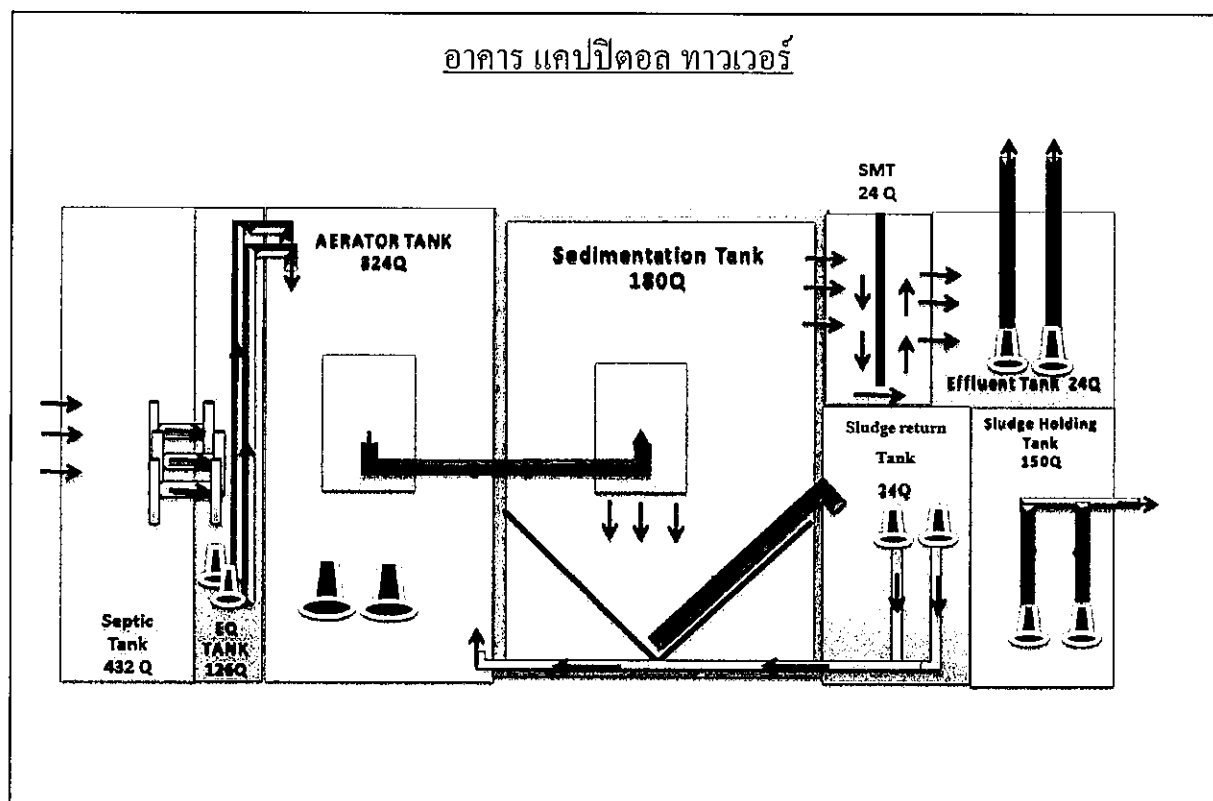 อาคาร แคปปิตอล ทาวเวอร์
SMT
24 Q
AERATOR TANK
824Q
Sedimentation Tank
180Q
Effluent Tank 24Q
Sludge return
Tank
24Q
Sludge Holding
Tank
150Q
Septic
Tank
432 Q
EQ
TANK
126Q